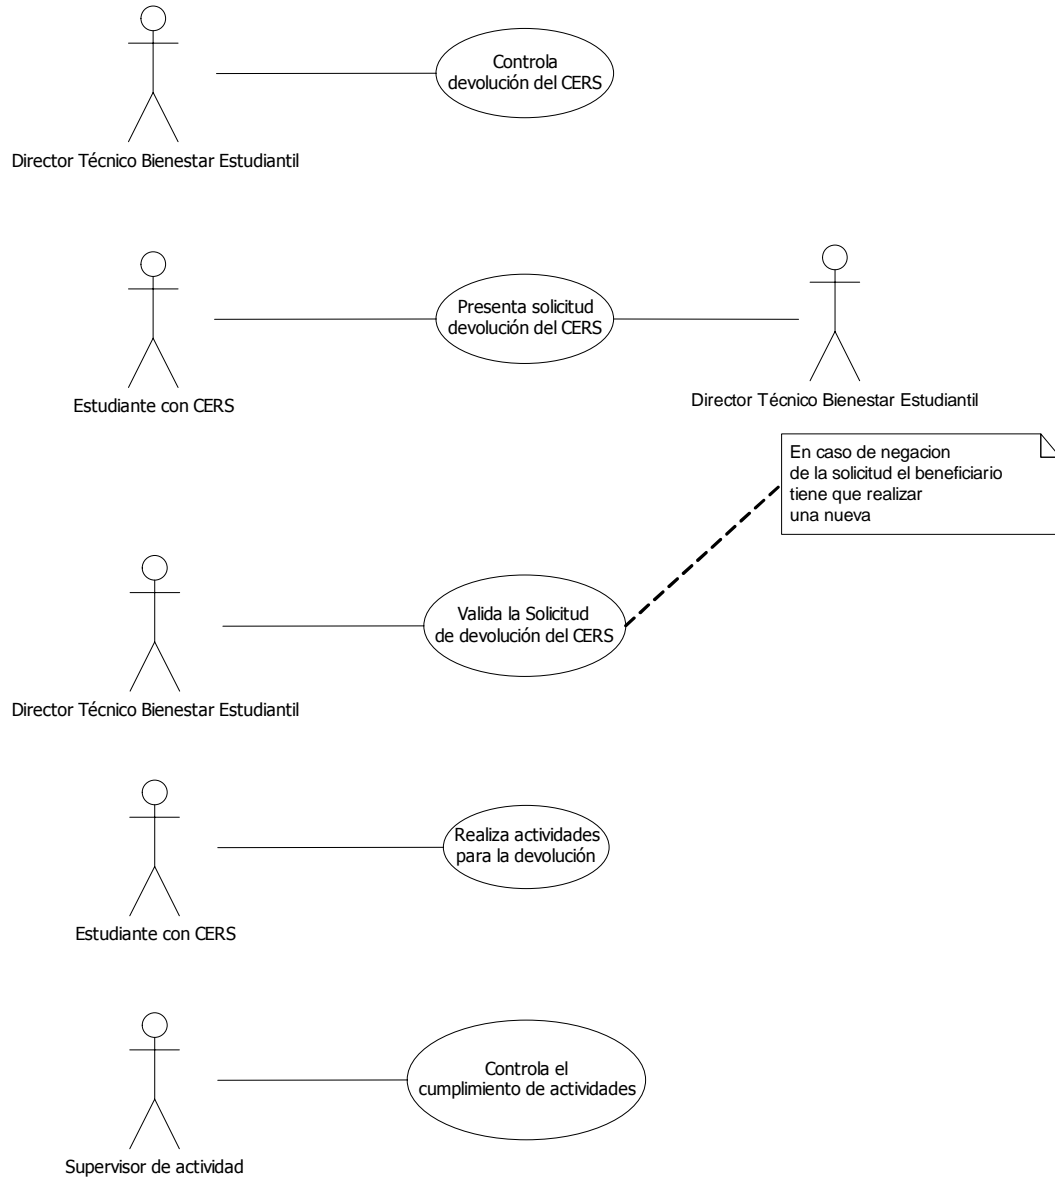 Controla
devolución del CERS
Director Técnico Bienestar Estudiantil
Presenta solicitud
devolución del CERS
Estudiante con CERS
Director Técnico Bienestar Estudiantil
En caso de negacion
de la solicitud el beneficiario
tiene que realizar
una nueva
Valida la Solicitud
de devolución del CERS
Director Técnico Bienestar Estudiantil
Realiza actividades
para la devolución
Estudiante con CERS
Controla el
cumplimiento de actividades
Supervisor de actividad